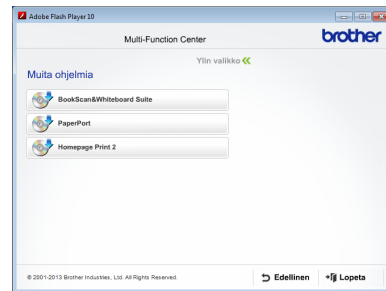 Adobe Flash Player 10
Multi-Function Center
brother
Ylin valikko
Muita ohjelmia
BookScan&Whiteboard Suite
PaperPort
Homepage Print 2
© 2001-2013 Brother Industries, Ltd. All Rights Reserved.
Edellinen
Lopeta